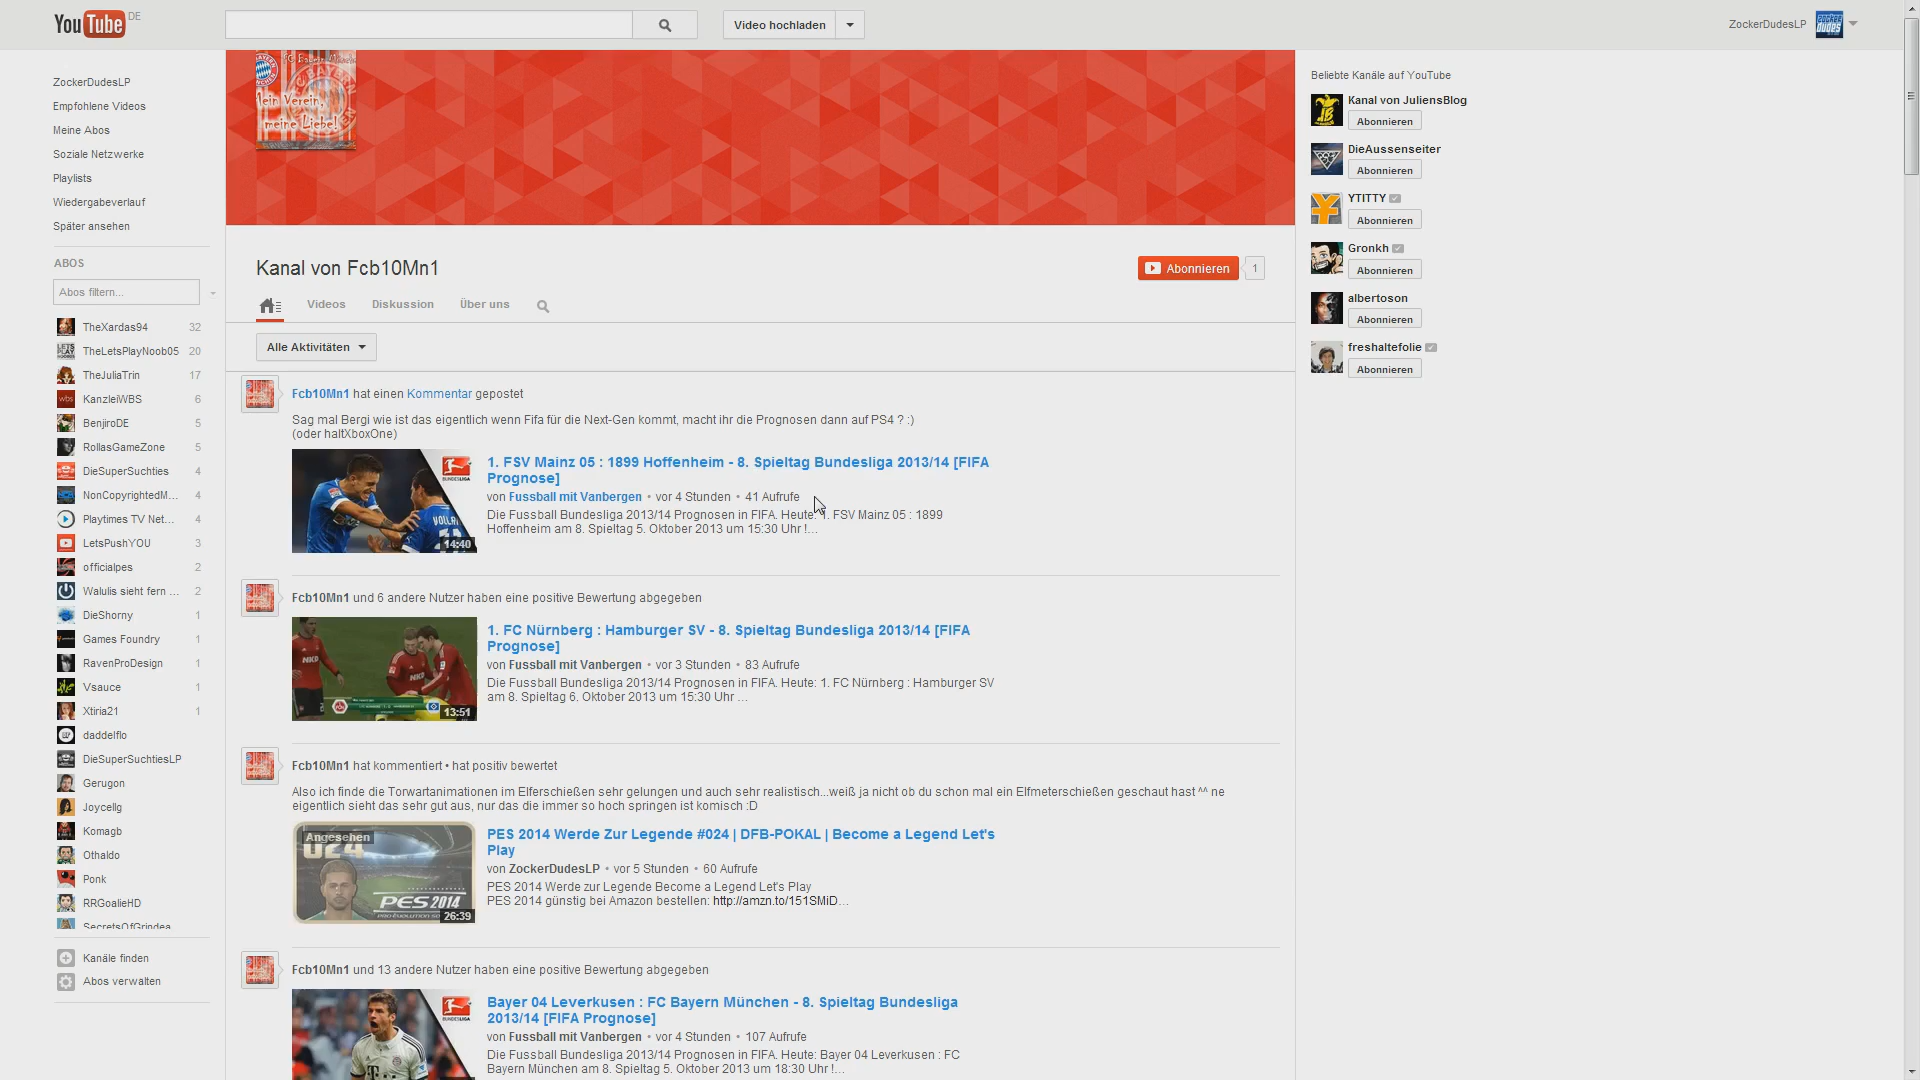 YouTube DE
Video hochladen
ZockerDudesLP
ZockerDudesLP
Empfohlene Videos
Meine Abos
Soziale Netzwerke
Playlists
Wiedergabeverlauf
Später ansehen
ABOS
Abos filtern...
TheXardas94 32
TheLetsPlayNoob05 20
TheJuliaTrin 17
KanzleiWBS 6
BenjiroDE 5
RollasGameZone 5
DieSuperSuchties 4
NonCopyrightedM... 4
Playtimes TV Net... 4
LetsPushYOU 3
officialpes 2
Walulis sieht fern ... 2
DieShorny 1
Games Foundry 1
RavenProDesign 1
Vsauce 1
Xtiria21 1
daddelflo
DieSuperSuchtiesLP
Gerugon
Joycellg
Komagb
Othaldo
Ponk
RRGoalieHD
SecretsOfGrindea
Kanäle finden
Abos verwalten
Mein Verein,
meine Liebe!
Kanal von Fcb10Mn1
Abonnieren 1
Videos Diskussion Über uns
Alle Aktivitäten
Fcb10Mn1 hat einen Kommentar gepostet
Sag mal Bergi wie ist das eigentlich wenn Fifa für die Next-Gen kommt, macht ihr die Prognosen dann auf PS4 ? :)
(oder haltXboxOne)
14:40
1. FSV Mainz 05 : 1899 Hoffenheim - 8. Spieltag Bundesliga 2013/14 [FIFA
Prognose]
von Fussball mit Vanbergen • vor 4 Stunden • 41 Aufrufe
Die Fussball Bundesliga 2013/14 Prognosen in FIFA. Heute: 1. FSV Mainz 05 : 1899
Hoffenheim am 8. Spieltag 5. Oktober 2013 um 15:30 Uhr !...
Fcb10Mn1 und 6 andere Nutzer haben eine positive Bewertung abgegeben
13:51
1. FC Nürnberg : Hamburger SV - 8. Spieltag Bundesliga 2013/14 [FIFA
Prognose]
von Fussball mit Vanbergen • vor 3 Stunden • 83 Aufrufe
Die Fussball Bundesliga 2013/14 Prognosen in FIFA. Heute: 1. FC Nürnberg : Hamburger SV
am 8. Spieltag 6. Oktober 2013 um 15:30 Uhr ...
Fcb10Mn1 hat kommentiert • hat positiv bewertet
Also ich finde die Torwartanimationen im Elferschießen sehr gelungen und auch sehr realistisch...weiß ja nicht ob du schon mal ein Elfmeterschießen geschaut hast ^^ ne
eigentlich sieht das sehr gut aus, nur das die immer so hoch springen ist komisch :D
Angesehen
024
PES 2014
26:39
PES 2014 Werde Zur Legende #024 | DFB-POKAL | Become a Legend Let's
Play
von ZockerDudesLP • vor 5 Stunden • 60 Aufrufe
PES 2014 Werde zur Legende Become a Legend Let's Play
PES 2014 günstig bei Amazon bestellen: http://amzn.to/151SMiD...
Fcb10Mn1 und 13 andere Nutzer haben eine positive Bewertung abgegeben
Bayer 04 Leverkusen : FC Bayern München - 8. Spieltag Bundesliga
2013/14 [FIFA Prognose]
von Fussball mit Vanbergen • vor 4 Stunden • 107 Aufrufe
Die Fussball Bundesliga 2013/14 Prognosen in FIFA. Heute: Bayer 04 Leverkusen : FC
Bayern München am 8. Spieltag 5. Oktober 2013 um 18:30 Uhr !...
Beliebte Kanäle auf YouTube
Kanal von JuliensBlog
Abonnieren
DieAussenseiter
Abonnieren
YTITTY
Abonnieren
Gronkh
Abonnieren
albertoson
Abonnieren
freshaltefolie
Abonnieren